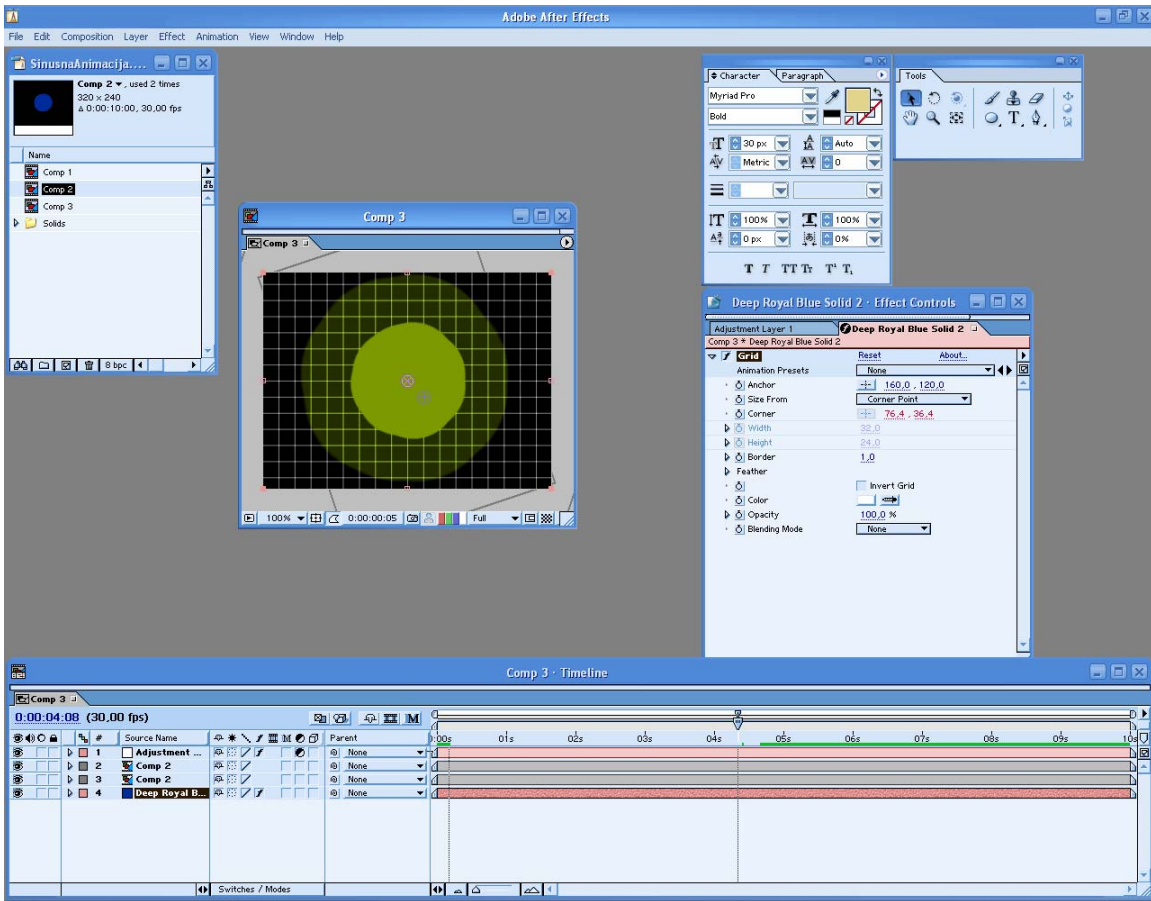 Adobe After Effects
File Edit Composition Layer Effect Animation View Window Help
SinusnaAnimacija....
Comp 2 , used 2 times
320 x 240
Δ 0:00:10:00, 30,00 fps
Name
Comp 1
Comp 2
Comp 3
Solids
8 bpc
Comp 3
Comp 3
100% 0:00:00:05 Full
Character Paragraph
Myriad Pro
Bold
30 px Auto
Metric 0
100% 100%
0 px 0%
T T TT Tr T¹ T,
Tools
Deep Royal Blue Solid 2 · Effect Controls
Adjustment Layer 1 Deep Royal Blue Solid 2
Comp 3 * Deep Royal Blue Solid 2
Grid Reset About...
Animation Presets None
Anchor 160,0 , 120,0
Size From Corner Point
Corner 76,4 , 36,4
Width 32,0
Height 24,0
Border 1,0
Feather
Invert Grid
Color
Opacity 100,0 %
Blending Mode None
Comp 3 · Timeline
Comp 3
0:00:04:08 (30,00 fps)
# Source Name Parent 0:00s 01s 02s 03s 04s 05s 06s 07s 08s 09s 10s
1 Adjustment ... None
2 Comp 2 None
3 Comp 2 None
4 Deep Royal B... None
Switches / Modes